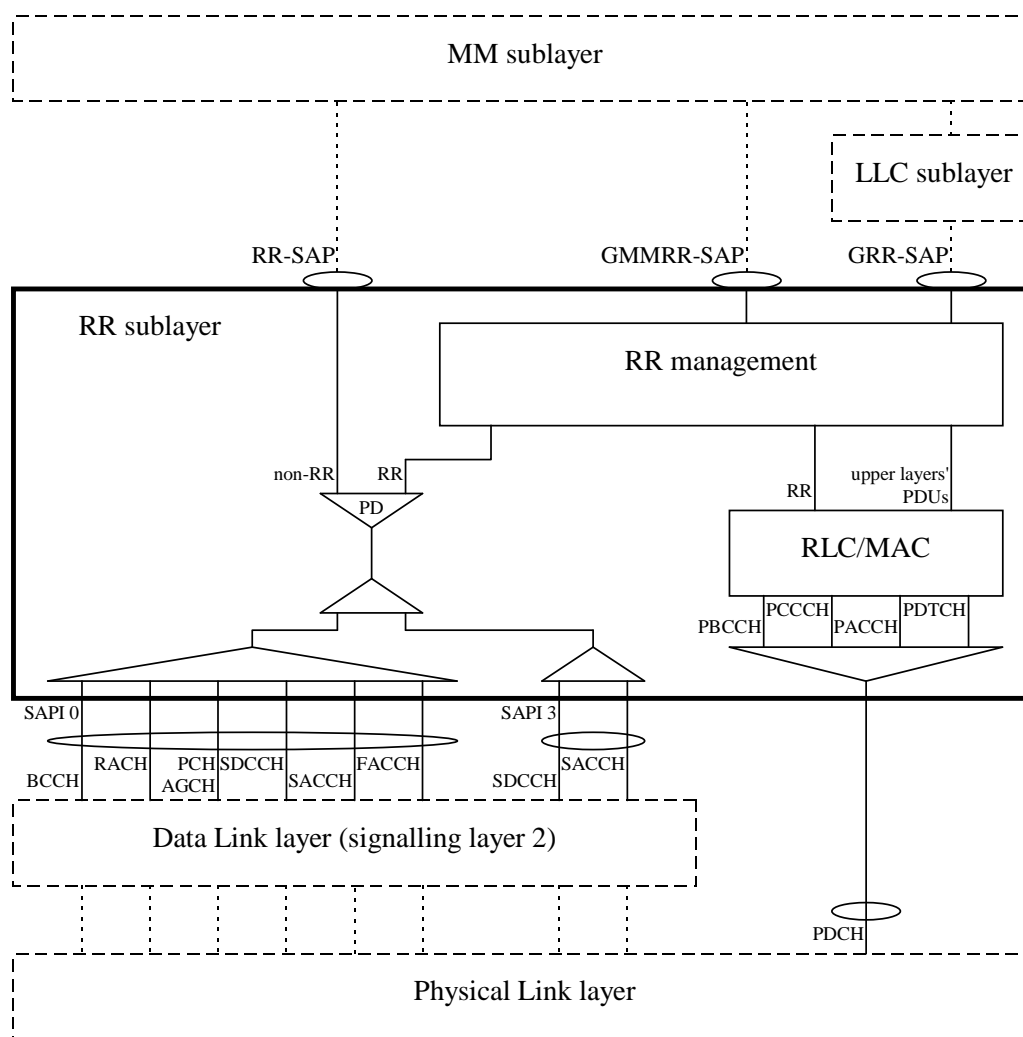 MM sublayer
LLC sublayer
RR-SAP
GMMRR-SAP
GRR-SAP
RR sublayer
RR management
non-RR
RR
PD
RR
upper layers'
PDUs
RLC/MAC
PBCCH
PCCCH
PACCH
PDTCH
SAPI 0
SAPI 3
BCCH
RACH
PCH
AGCH
SDCCH
SACCH
FACCH
SDCCH
SACCH
Data Link layer (signalling layer 2)
PDCH
Physical Link layer